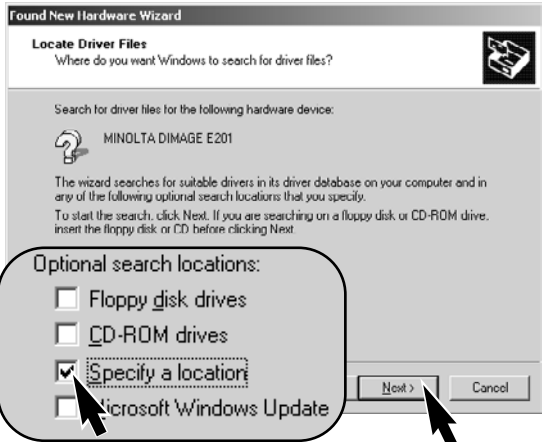 Found New Hardware Wizard
Locate Driver Files
Where do you want Windows to search for driver files?
Search for driver files for the following hardware device:
MINOLTA DIMAGE E201
The wizard searches for suitable drivers in its driver database on your computer and in
any of the following optional search locations that you specify.
To start the search, click Next. If you are searching on a floppy disk or CD-ROM drive,
insert the floppy disk or CD before clicking Next.
Optional search locations:
Floppy disk drives
CD-ROM drives
Specify a location
Microsoft Windows Update
Next >
Cancel